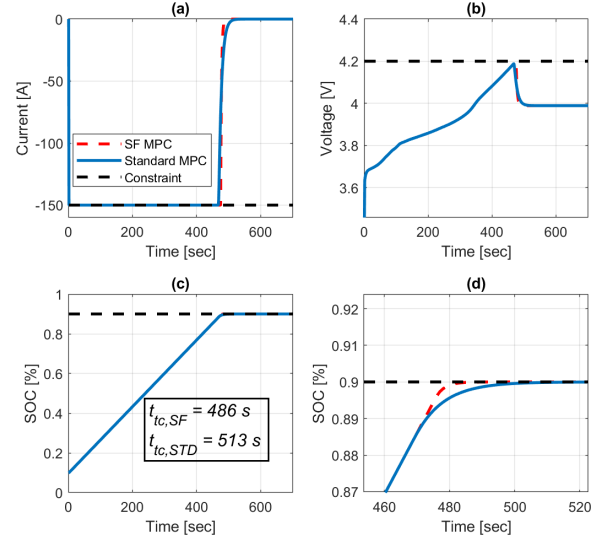 (a)
0
-50
-100
-150
Current [A]
SF MPC
Standard MPC
Constraint
0
200
400
600
Time [sec]
(b)
4.4
4.2
4
3.8
3.6
Voltage [V]
0
200
400
600
Time [sec]
(c)
1
0.8
0.6
0.4
0.2
0
SOC [%]
t_tc,SF = 486 s
t_tc,STD = 513 s
0
200
400
600
Time [sec]
(d)
0.92
0.91
0.9
0.89
0.88
0.87
SOC [%]
460
480
500
520
Time [sec]